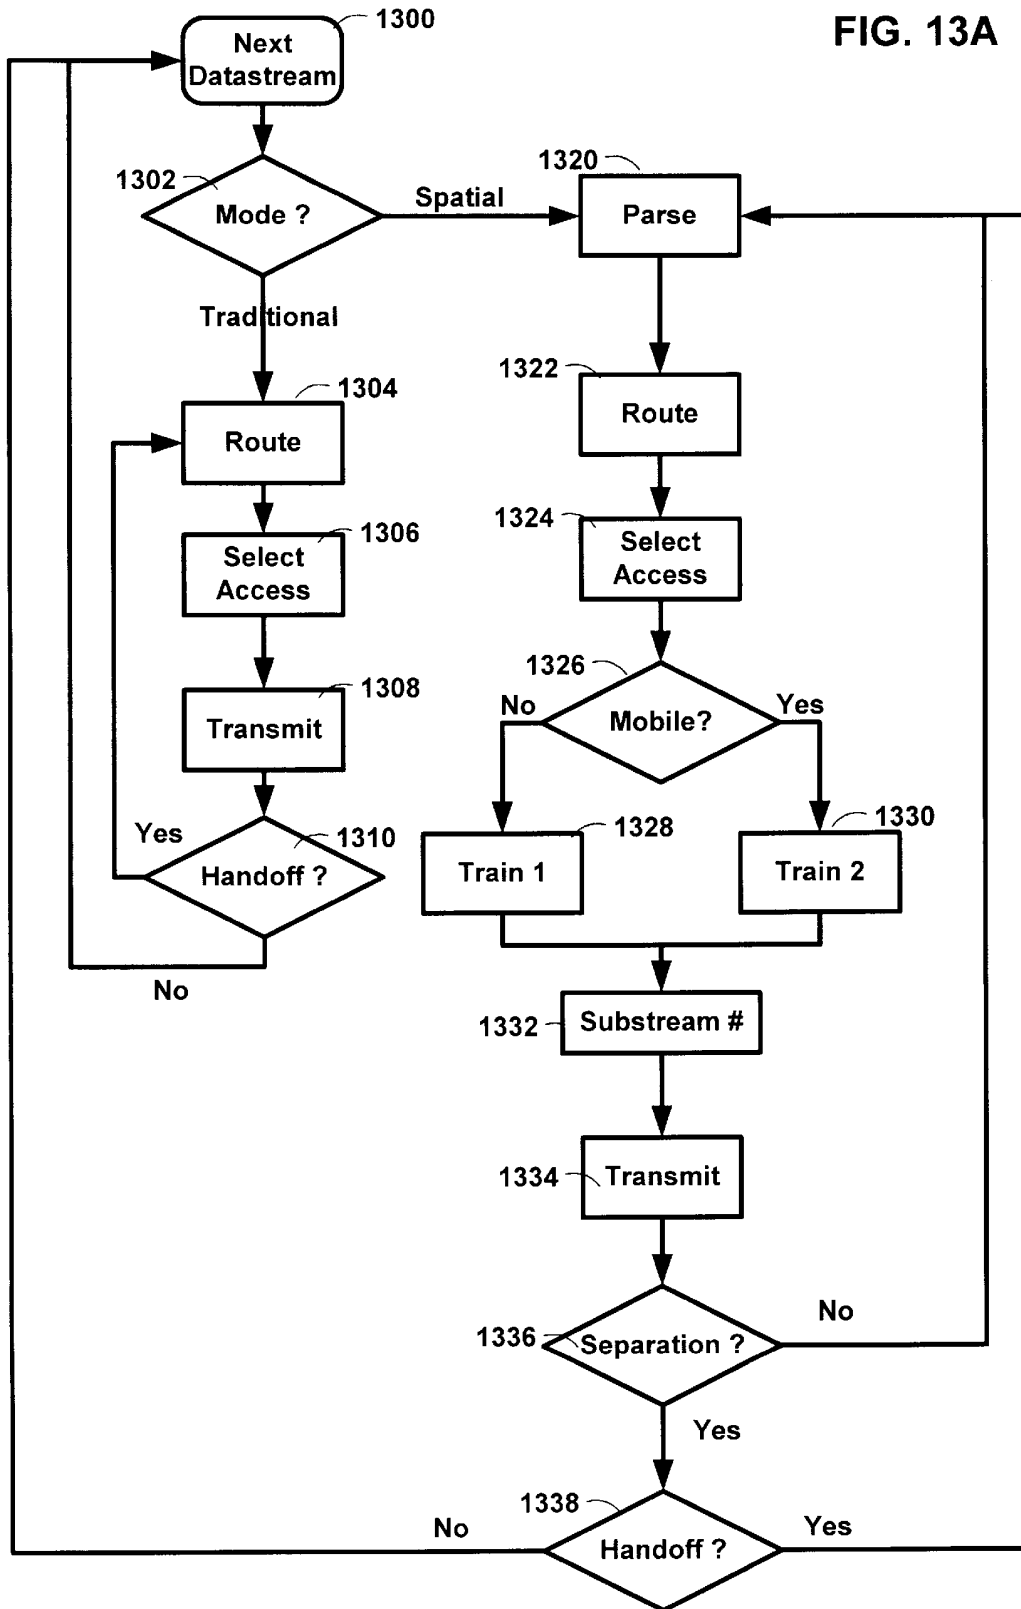 FIG. 13A
1300
Next
Datastream
1302
Mode ?
Spatial
1320
Parse
Traditional
1304
Route
1322
Route
1306
Select
Access
1324
Select
Access
1308
Transmit
1326
Mobile?
No
Yes
Yes
1310
Handoff ?
No
1328
Train 1
1330
Train 2
1332
Substream #
1334
Transmit
1336
Separation ?
No
Yes
1338
Handoff ?
No
Yes